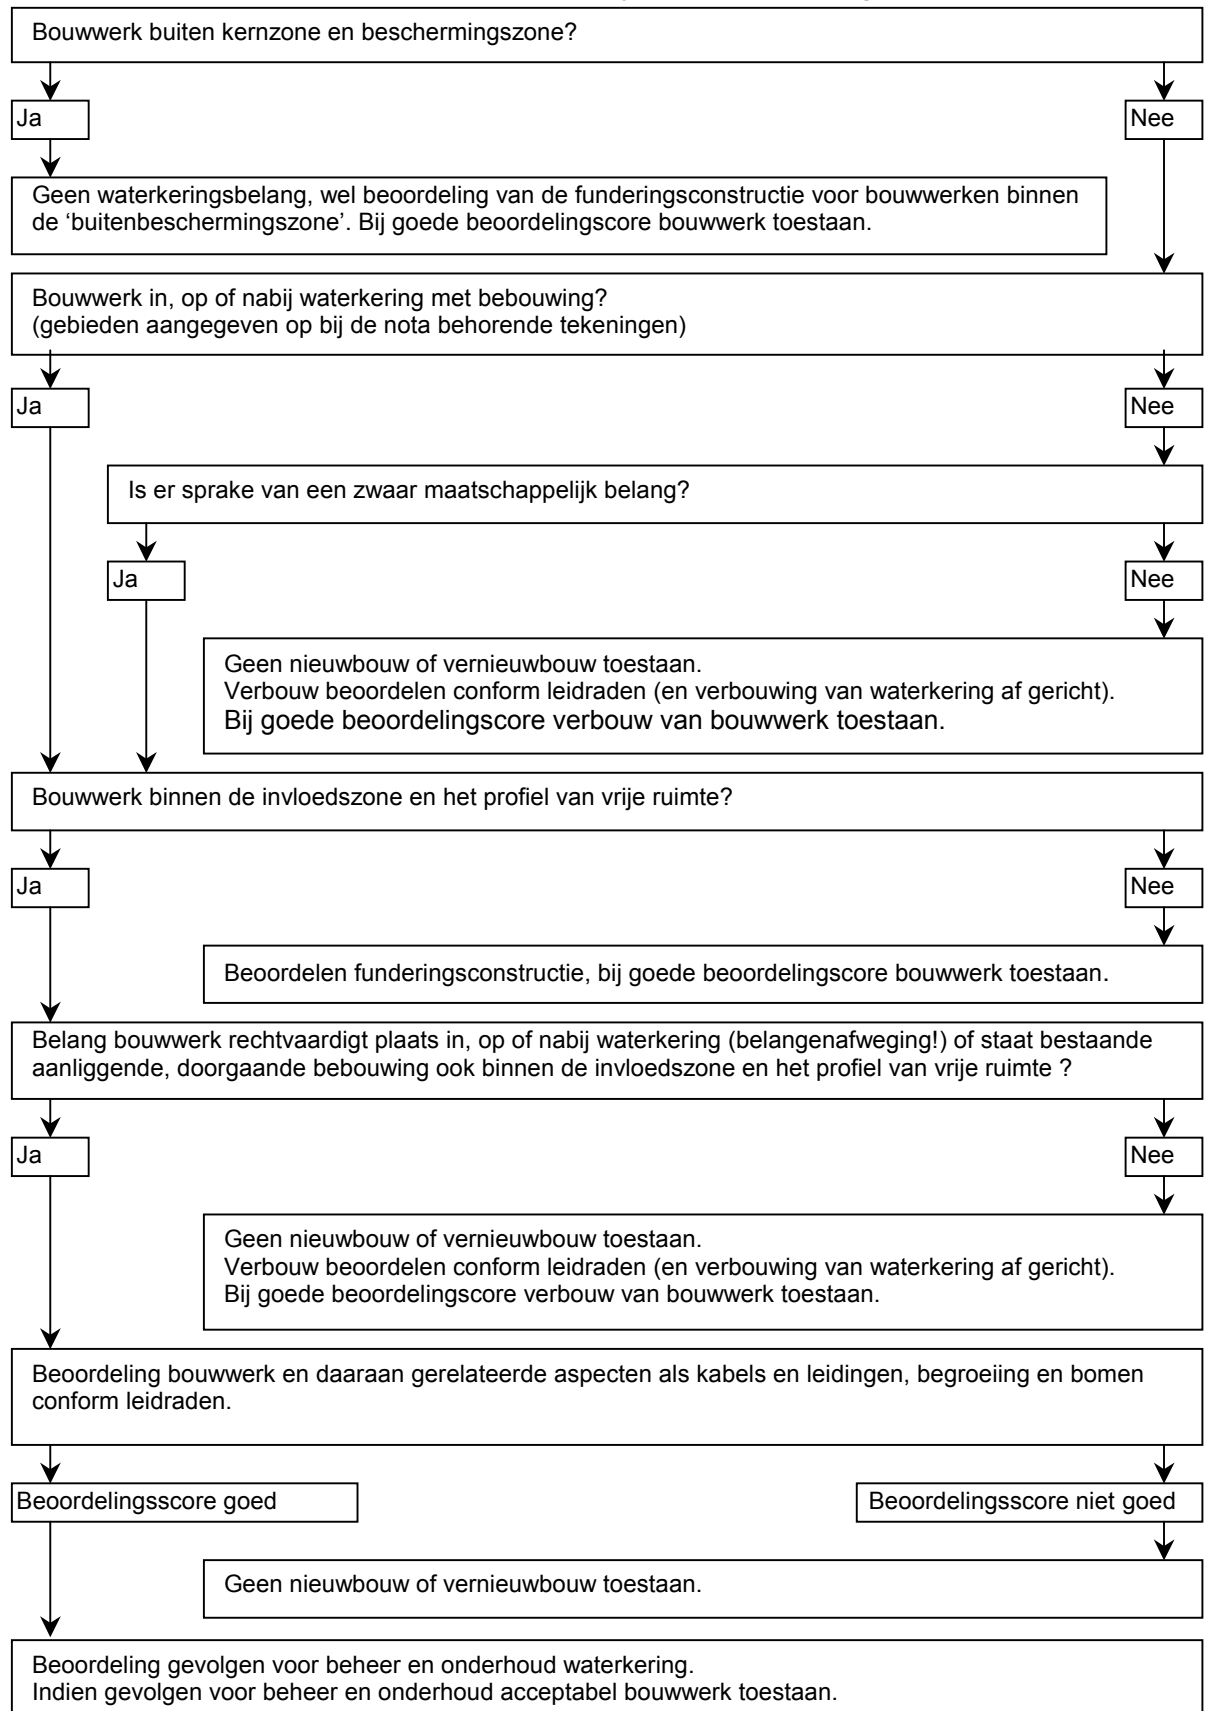 Bouwwerk buiten kernzone en beschermingszone?
Ja
Nee
Geen waterkeringsbelang, wel beoordeling van de funderingsconstructie voor bouwwerken binnen
de ‘buitenbeschermingszone’. Bij goede beoordelingscore bouwwerk toestaan.
Bouwwerk in, op of nabij waterkering met bebouwing?
(gebieden aangegeven op bij de nota behorende tekeningen)
Ja
Nee
Is er sprake van een zwaar maatschappelijk belang?
Ja
Nee
Geen nieuwbouw of vernieuwbouw toestaan.
Verbouw beoordelen conform leidraden (en verbouwing van waterkering af gericht).
Bij goede beoordelingscore verbouw van bouwwerk toestaan.
Bouwwerk binnen de invloedszone en het profiel van vrije ruimte?
Ja
Nee
Beoordelen funderingsconstructie, bij goede beoordelingscore bouwwerk toestaan.
Belang bouwwerk rechtvaardigt plaats in, op of nabij waterkering (belangenafweging!) of staat bestaande
aanliggende, doorgaande bebouwing ook binnen de invloedszone en het profiel van vrije ruimte ?
Ja
Nee
Geen nieuwbouw of vernieuwbouw toestaan.
Verbouw beoordelen conform leidraden (en verbouwing van waterkering af gericht).
Bij goede beoordelingscore verbouw van bouwwerk toestaan.
Beoordeling bouwwerk en daaraan gerelateerde aspecten als kabels en leidingen, begroeiing en bomen
conform leidraden.
Beoordelingsscore goed
Beoordelingsscore niet goed
Geen nieuwbouw of vernieuwbouw toestaan.
Beoordeling gevolgen voor beheer en onderhoud waterkering.
Indien gevolgen voor beheer en onderhoud acceptabel bouwwerk toestaan.